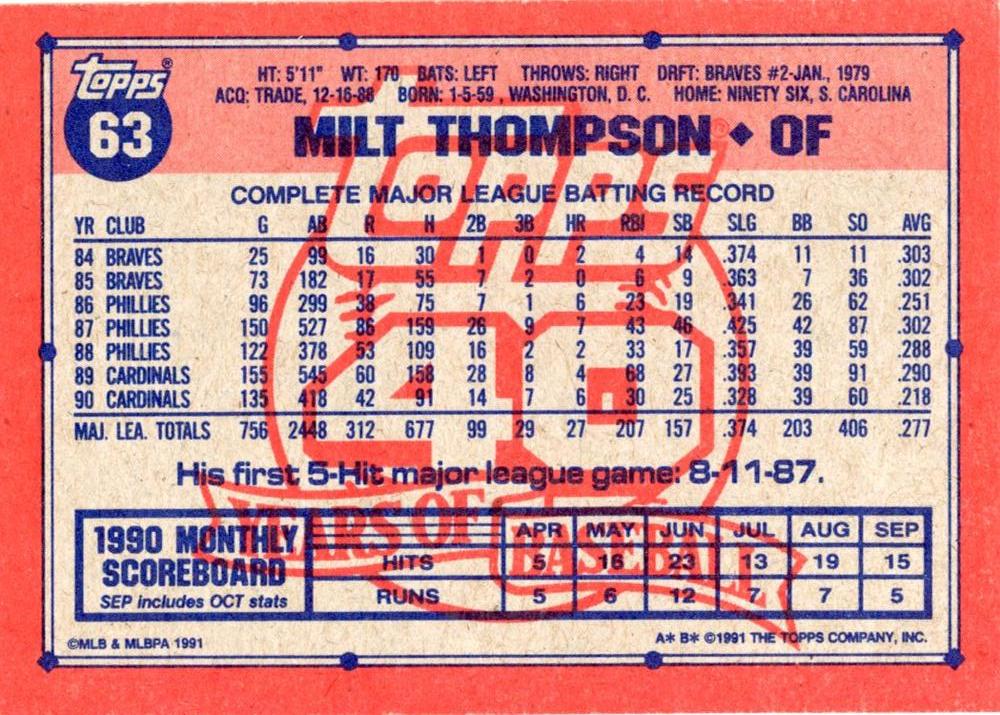 Topps®
63
HT: 5'11" WT: 170 BATS: LEFT THROWS: RIGHT DRFT: BRAVES #2-JAN., 1979
ACQ: TRADE, 12-16-88 BORN: 1-5-59, WASHINGTON, D. C. HOME: NINETY SIX, S. CAROLINA
MILT THOMPSON ◆ OF
TOPPS®
40
YEARS OF
BASEBALL
COMPLETE MAJOR LEAGUE BATTING RECORD
YR CLUB G AB R H 2B 3B HR RBI SB SLG BB SO AVG
84 BRAVES 25 99 16 30 1 0 2 4 14 .374 11 11 .303
85 BRAVES 73 182 17 55 7 2 0 6 9 .363 7 36 .302
86 PHILLIES 96 299 38 75 7 1 6 23 19 .341 26 62 .251
87 PHILLIES 150 527 86 159 26 9 7 43 46 .425 42 87 .302
88 PHILLIES 122 378 53 109 16 2 2 33 17 .357 39 59 .288
89 CARDINALS 155 545 60 158 28 8 4 68 27 .393 39 91 .290
90 CARDINALS 135 418 42 91 14 7 6 30 25 .328 39 60 .218
MAJ. LEA. TOTALS 756 2448 312 677 99 29 27 207 157 .374 203 406 .277
His first 5-Hit major league game: 8-11-87.
1990 MONTHLY
SCOREBOARD
SEP includes OCT stats
APR MAY JUN JUL AUG SEP
HITS 5 16 23 13 19 15
RUNS 5 6 12 7 7 5
©MLB & MLBPA 1991
A* B* ©1991 THE TOPPS COMPANY, INC.